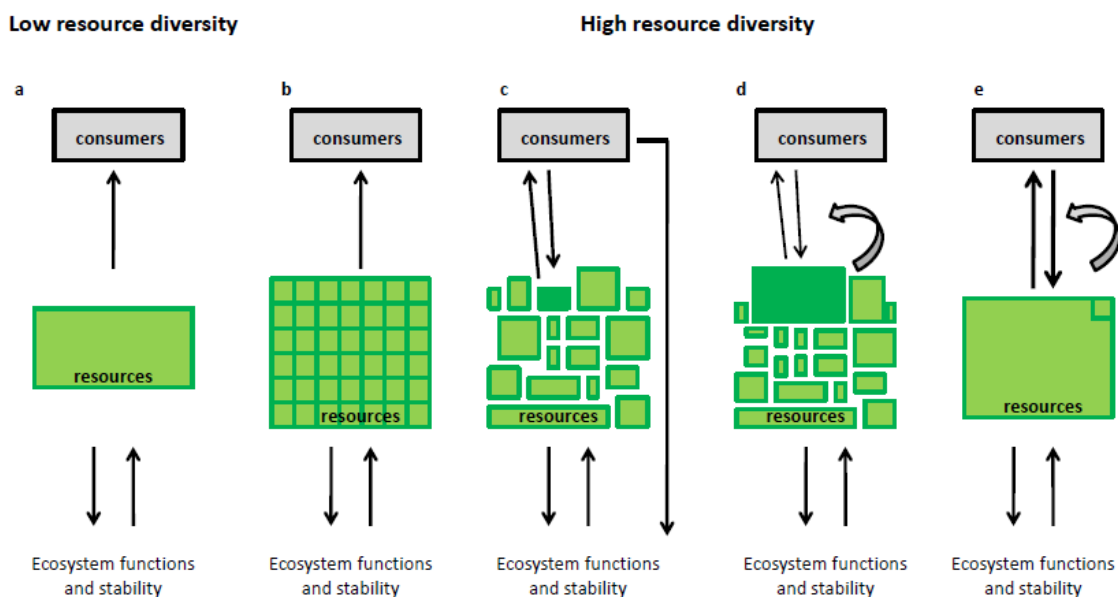 Low resource diversity
High resource diversity
a
b
c
d
e
consumers
consumers
consumers
consumers
consumers
resources
resources
resources
resources
resources
Ecosystem functions
and stability
Ecosystem functions
and stability
Ecosystem functions
and stability
Ecosystem functions
and stability
Ecosystem functions
and stability